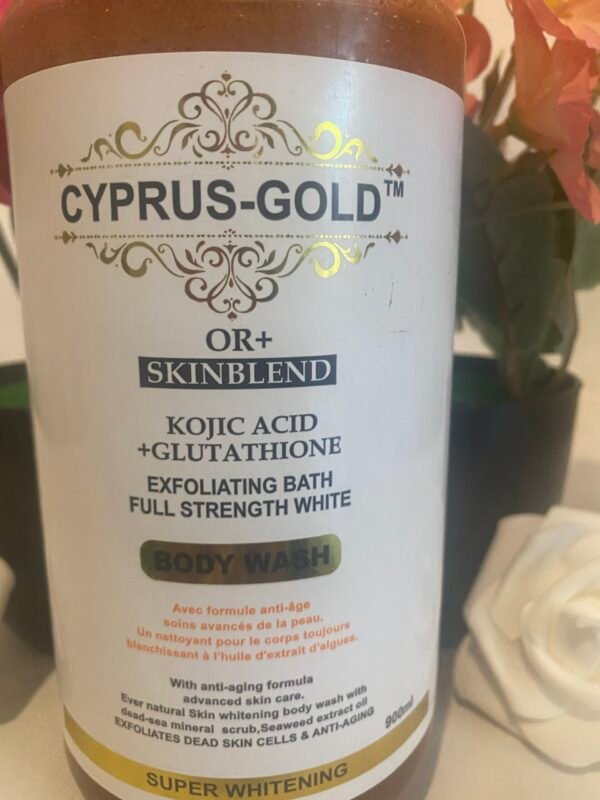 CYPRUS-GOLD™
OR+
SKINBLEND
KOJIC ACID
+GLUTATHIONE
EXFOLIATING BATH
FULL STRENGTH WHITE
BODY WASH
Avec formule anti-âge
soins avancés de la peau.
Un nettoyant pour le corps toujours
blanchissant à l'huile d'extrait d'algues.
With anti-aging formula
advanced skin care.
Ever natural Skin whitening body wash with
dead-sea mineral scrub,Seaweed extract oil
EXFOLIATES DEAD SKIN CELLS & ANTI-AGING
900ml
SUPER WHITENING